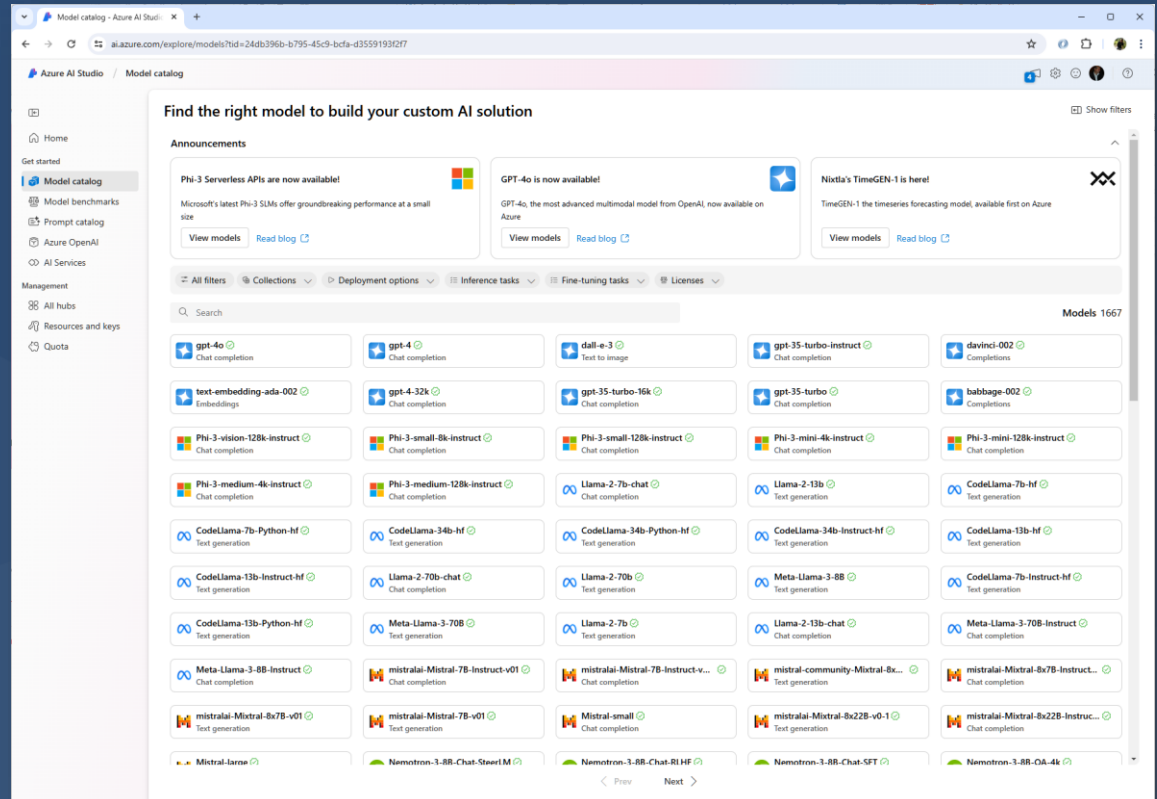 Model catalog - Azure AI Studi
ai.azure.com/explore/models?tid=24db396b-b795-45c9-bcfa-d3559193f2f7
Azure AI Studio / Model catalog
4
Find the right model to build your custom AI solution
Show filters
Home
Get started
Model catalog
Model benchmarks
Prompt catalog
Azure OpenAI
AI Services
Management
All hubs
Resources and keys
Quota
Announcements
Phi-3 Serverless APIs are now available!
Microsoft's latest Phi-3 SLMs offer groundbreaking performance at a small
size
View models Read blog
GPT-4o is now available!
GPT-4o, the most advanced multimodal model from OpenAI, now available on
Azure
View models Read blog
Nixtla's TimeGEN-1 is here!
TimeGEN-1 the timeseries forecasting model, available first on Azure
View models Read blog
All filters Collections Deployment options Inference tasks Fine-tuning tasks Licenses
Search
Models 1667
gpt-4o
Chat completion
gpt-4
Chat completion
dall-e-3
Text to image
gpt-35-turbo-instruct
Chat completion
davinci-002
Completions
text-embedding-ada-002
Embeddings
gpt-4-32k
Chat completion
gpt-35-turbo-16k
Chat completion
gpt-35-turbo
Chat completion
babbage-002
Completions
Phi-3-vision-128k-instruct
Chat completion
Phi-3-small-8k-instruct
Chat completion
Phi-3-small-128k-instruct
Chat completion
Phi-3-mini-4k-instruct
Chat completion
Phi-3-mini-128k-instruct
Chat completion
Phi-3-medium-4k-instruct
Chat completion
Phi-3-medium-128k-instruct
Chat completion
Llama-2-7b-chat
Chat completion
Llama-2-13b
Text generation
CodeLlama-7b-hf
Text generation
CodeLlama-7b-Python-hf
Text generation
CodeLlama-34b-hf
Text generation
CodeLlama-34b-Python-hf
Text generation
CodeLlama-34b-Instruct-hf
Text generation
CodeLlama-13b-hf
Text generation
CodeLlama-13b-Instruct-hf
Text generation
Llama-2-70b-chat
Chat completion
Llama-2-70b
Text generation
Meta-Llama-3-8B
Text generation
CodeLlama-7b-Instruct-hf
Text generation
CodeLlama-13b-Python-hf
Text generation
Meta-Llama-3-70B
Text generation
Llama-2-7b
Text generation
Llama-2-13b-chat
Chat completion
Meta-Llama-3-70B-Instruct
Chat completion
Meta-Llama-3-8B-Instruct
Chat completion
mistralai-Mistral-7B-Instruct-v01
Chat completion
mistralai-Mistral-7B-Instruct-v...
Chat completion
mistral-community-Mixtral-8x...
Text generation
mistralai-Mixtral-8x7B-Instruct...
Chat completion
mistralai-Mixtral-8x7B-v01
Text generation
mistralai-Mistral-7B-v01
Text generation
Mistral-small
Chat completion
mistralai-Mixtral-8x22B-v0-1
Text generation
mistralai-Mixtral-8x22B-Instruc...
Chat completion
Mistral-large
Nemotron-3-8B-Chat-SteerLM
Nemotron-3-8B-Chat-RLHF
Nemotron-3-8B-Chat-SFT
Nemotron-3-8B-QA-4k
Prev Next